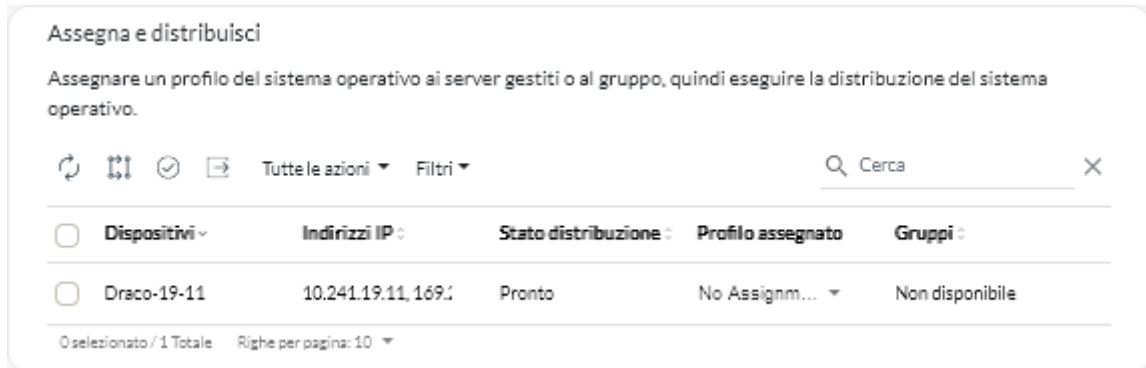 Assegna e distribuisci
Assegnare un profilo del sistema operativo ai server gestiti o al gruppo, quindi eseguire la distribuzione del sistema
operativo.
Tutte le azioni Filtri Cerca
Dispositivi Indirizzi IP Stato distribuzione Profilo assegnato Gruppi
Draco-19-11 10.241.19.11, 169. Pronto No Assignm... Non disponibile
0 selezionato / 1 Totale Righe per pagina: 10